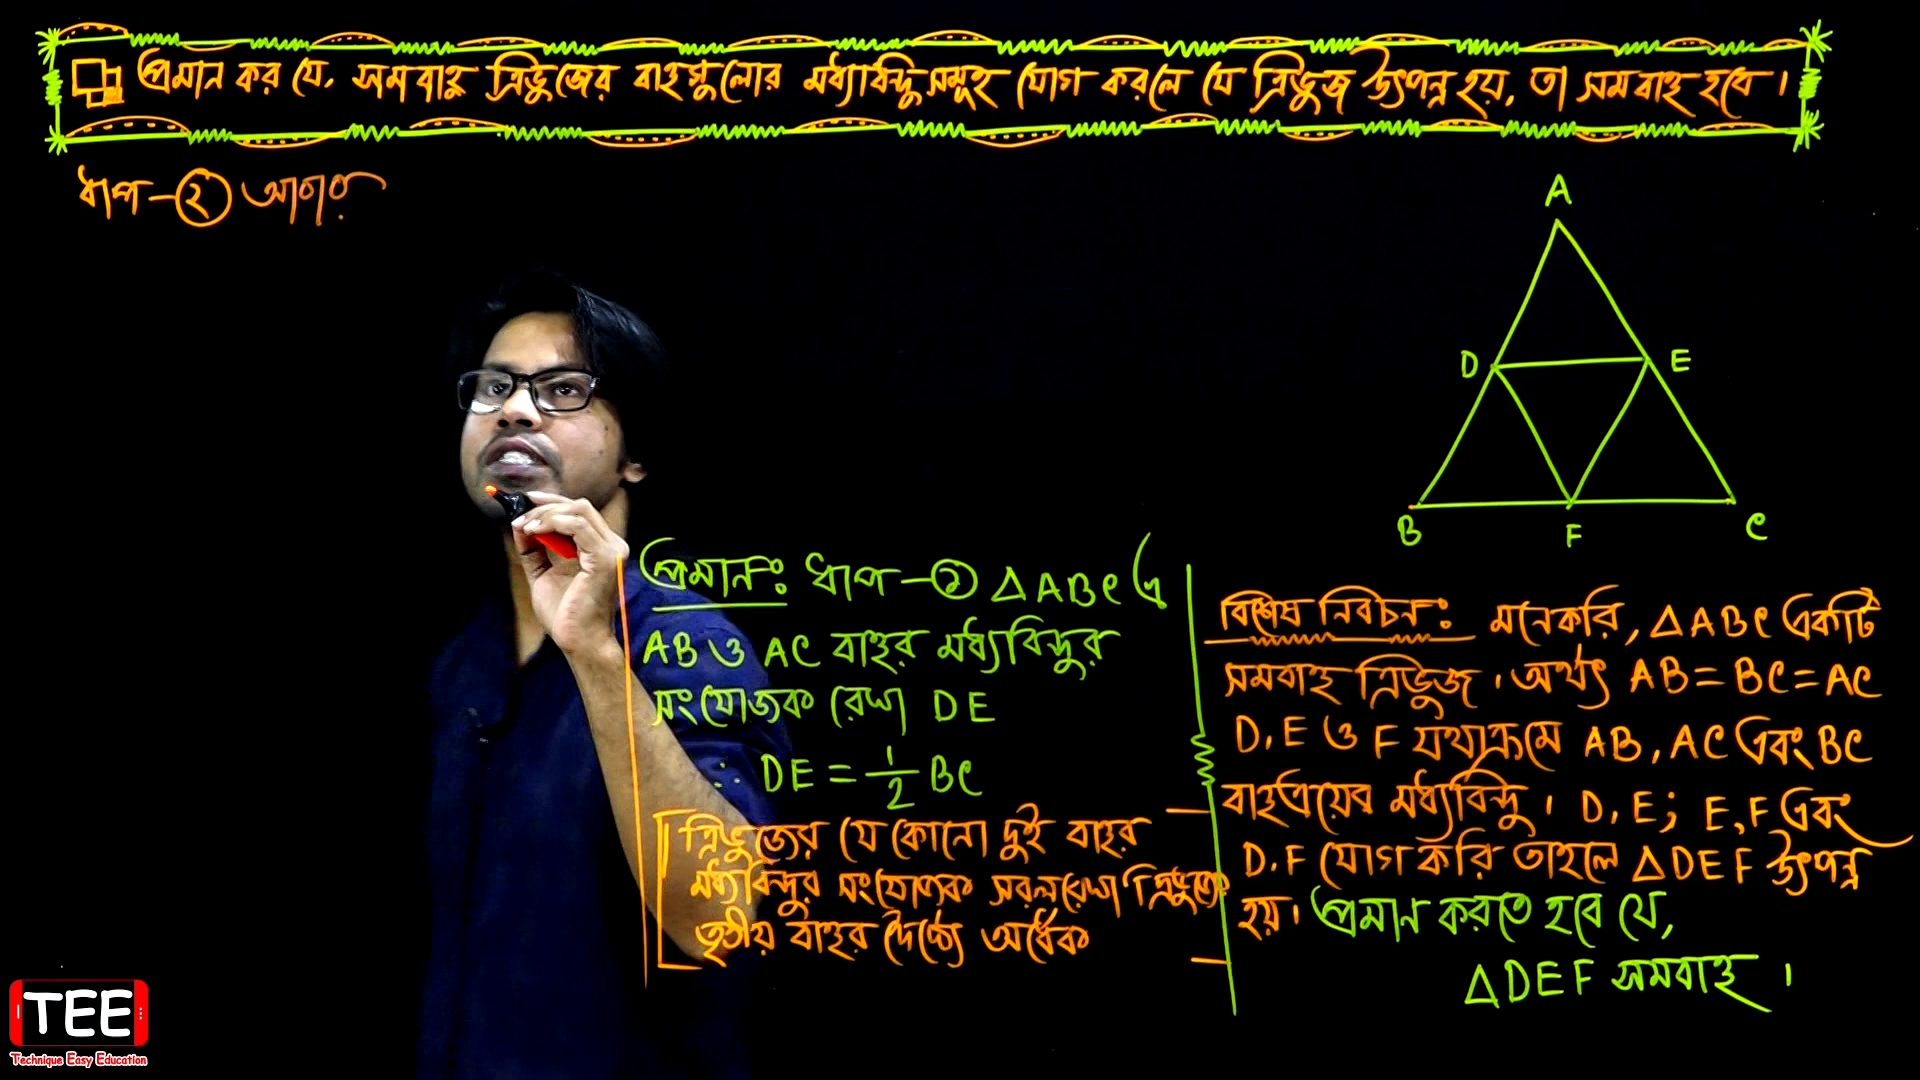 প্রমান কর যে, সমবাহু ত্রিভুজের বাহুগুলোর মধ্যবিন্দু সমূহ যোগ করলে যে ত্রিভুজ উৎপন্ন হয়, তা সমবাহু হবে।
ধাপ-২ আবার
A
D E
B F C
প্রমানঃ ধাপ-১ △ABC এ
AB ও AC বাহুর মধ্যবিন্দুর
সংযোজক রেখা DE
∴ DE = 1/2 BC
[ত্রিভুজের যে কোনো দুই বাহুর
মধ্যবিন্দুর সংযোজক সরলরেখা ত্রিভুজের
তৃতীয় বাহুর দৈর্ঘ্যে অর্ধেক]
বিশেষ নিবচন: মনেকরি, △ABC একটি
সমবাহু ত্রিভুজ। অর্থাৎ AB=BC=AC
D,E ও F যথাক্রমে AB, AC এবং BC
বাহুত্রয়ের মধ্যবিন্দু। D,E; E,F এবং
D,F যোগ করি তাহলে △DEF উৎপন্ন
হয়। প্রমান করতে হবে যে,
△DEF সমবাহু।
TEE
Technique Easy Education